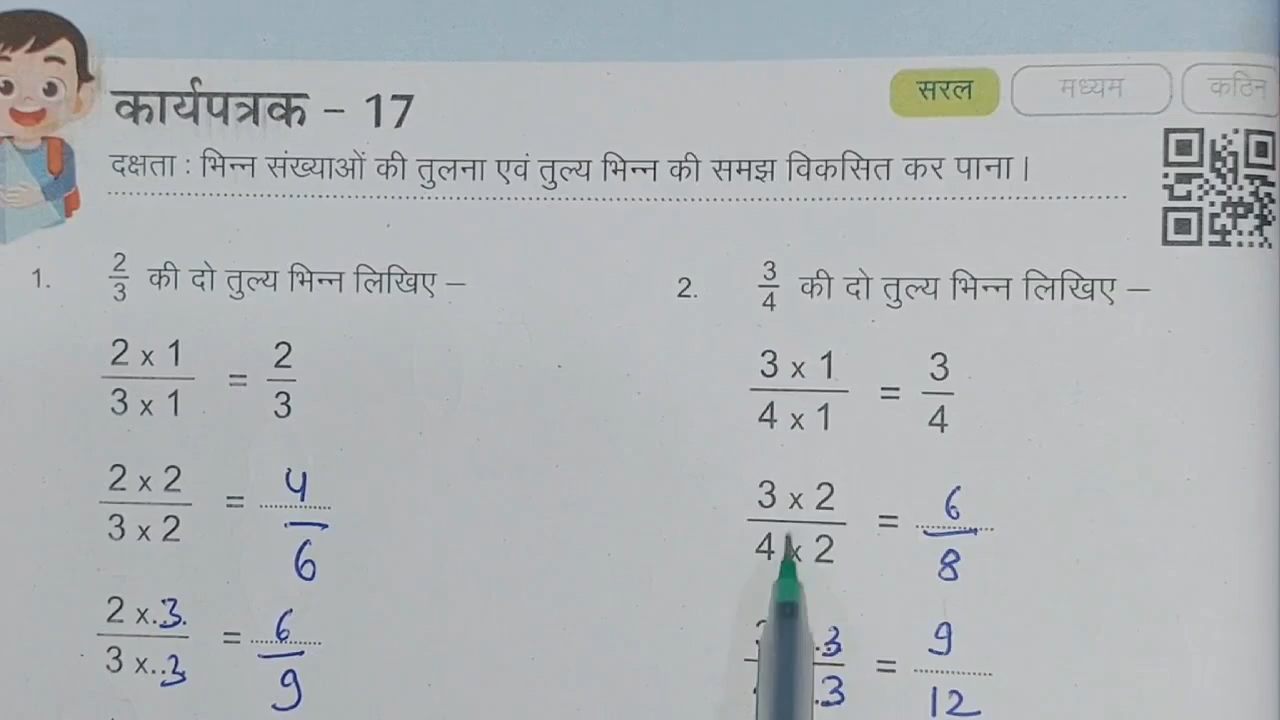 कार्यपत्रक – 17
सरल मध्यम कठिन
दक्षता : भिन्न संख्याओं की तुलना एवं तुल्य भिन्न की समझ विकसित कर पाना।
1. 2/3 की दो तुल्य भिन्न लिखिए –
2 x 1 / 3 x 1 = 2/3
2 x 2 / 3 x 2 = 4/6
2 x 3 / 3 x 3 = 6/9
2. 3/4 की दो तुल्य भिन्न लिखिए –
3 x 1 / 4 x 1 = 3/4
3 x 2 / 4 x 2 = 6/8
3 / 3 = 9/12